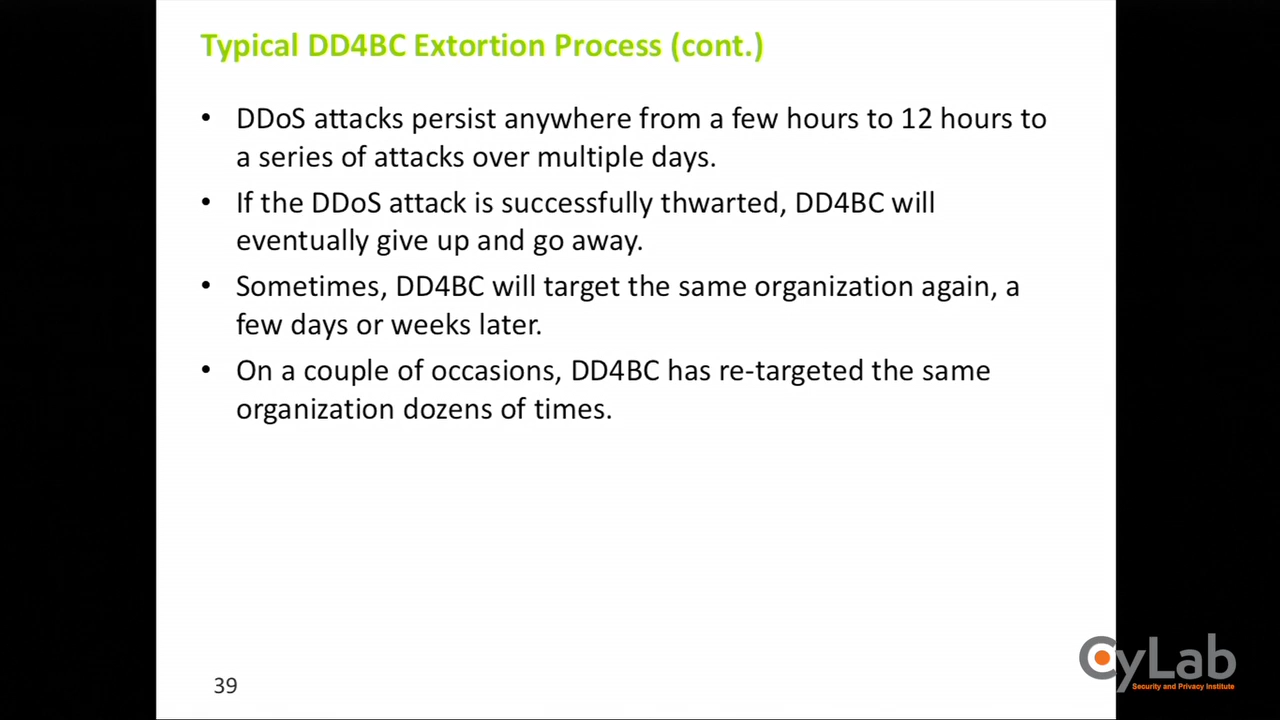 Typical DD4BC Extortion Process (cont.)
• DDoS attacks persist anywhere from a few hours to 12 hours to
a series of attacks over multiple days.
• If the DDoS attack is successfully thwarted, DD4BC will
eventually give up and go away.
• Sometimes, DD4BC will target the same organization again, a
few days or weeks later.
• On a couple of occasions, DD4BC has re-targeted the same
organization dozens of times.
39
CyLab
Security and Privacy Institute